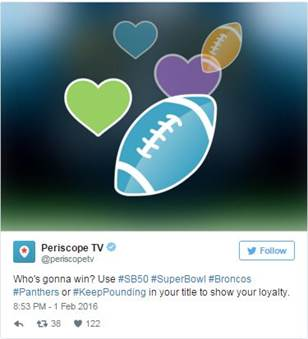 Periscope TV
@periscopetv
Follow
Who's gonna win? Use #SB50 #SuperBowl #Broncos
#Panthers or #KeepPounding in your title to show your loyalty.
8:53 PM - 1 Feb 2016
38 122